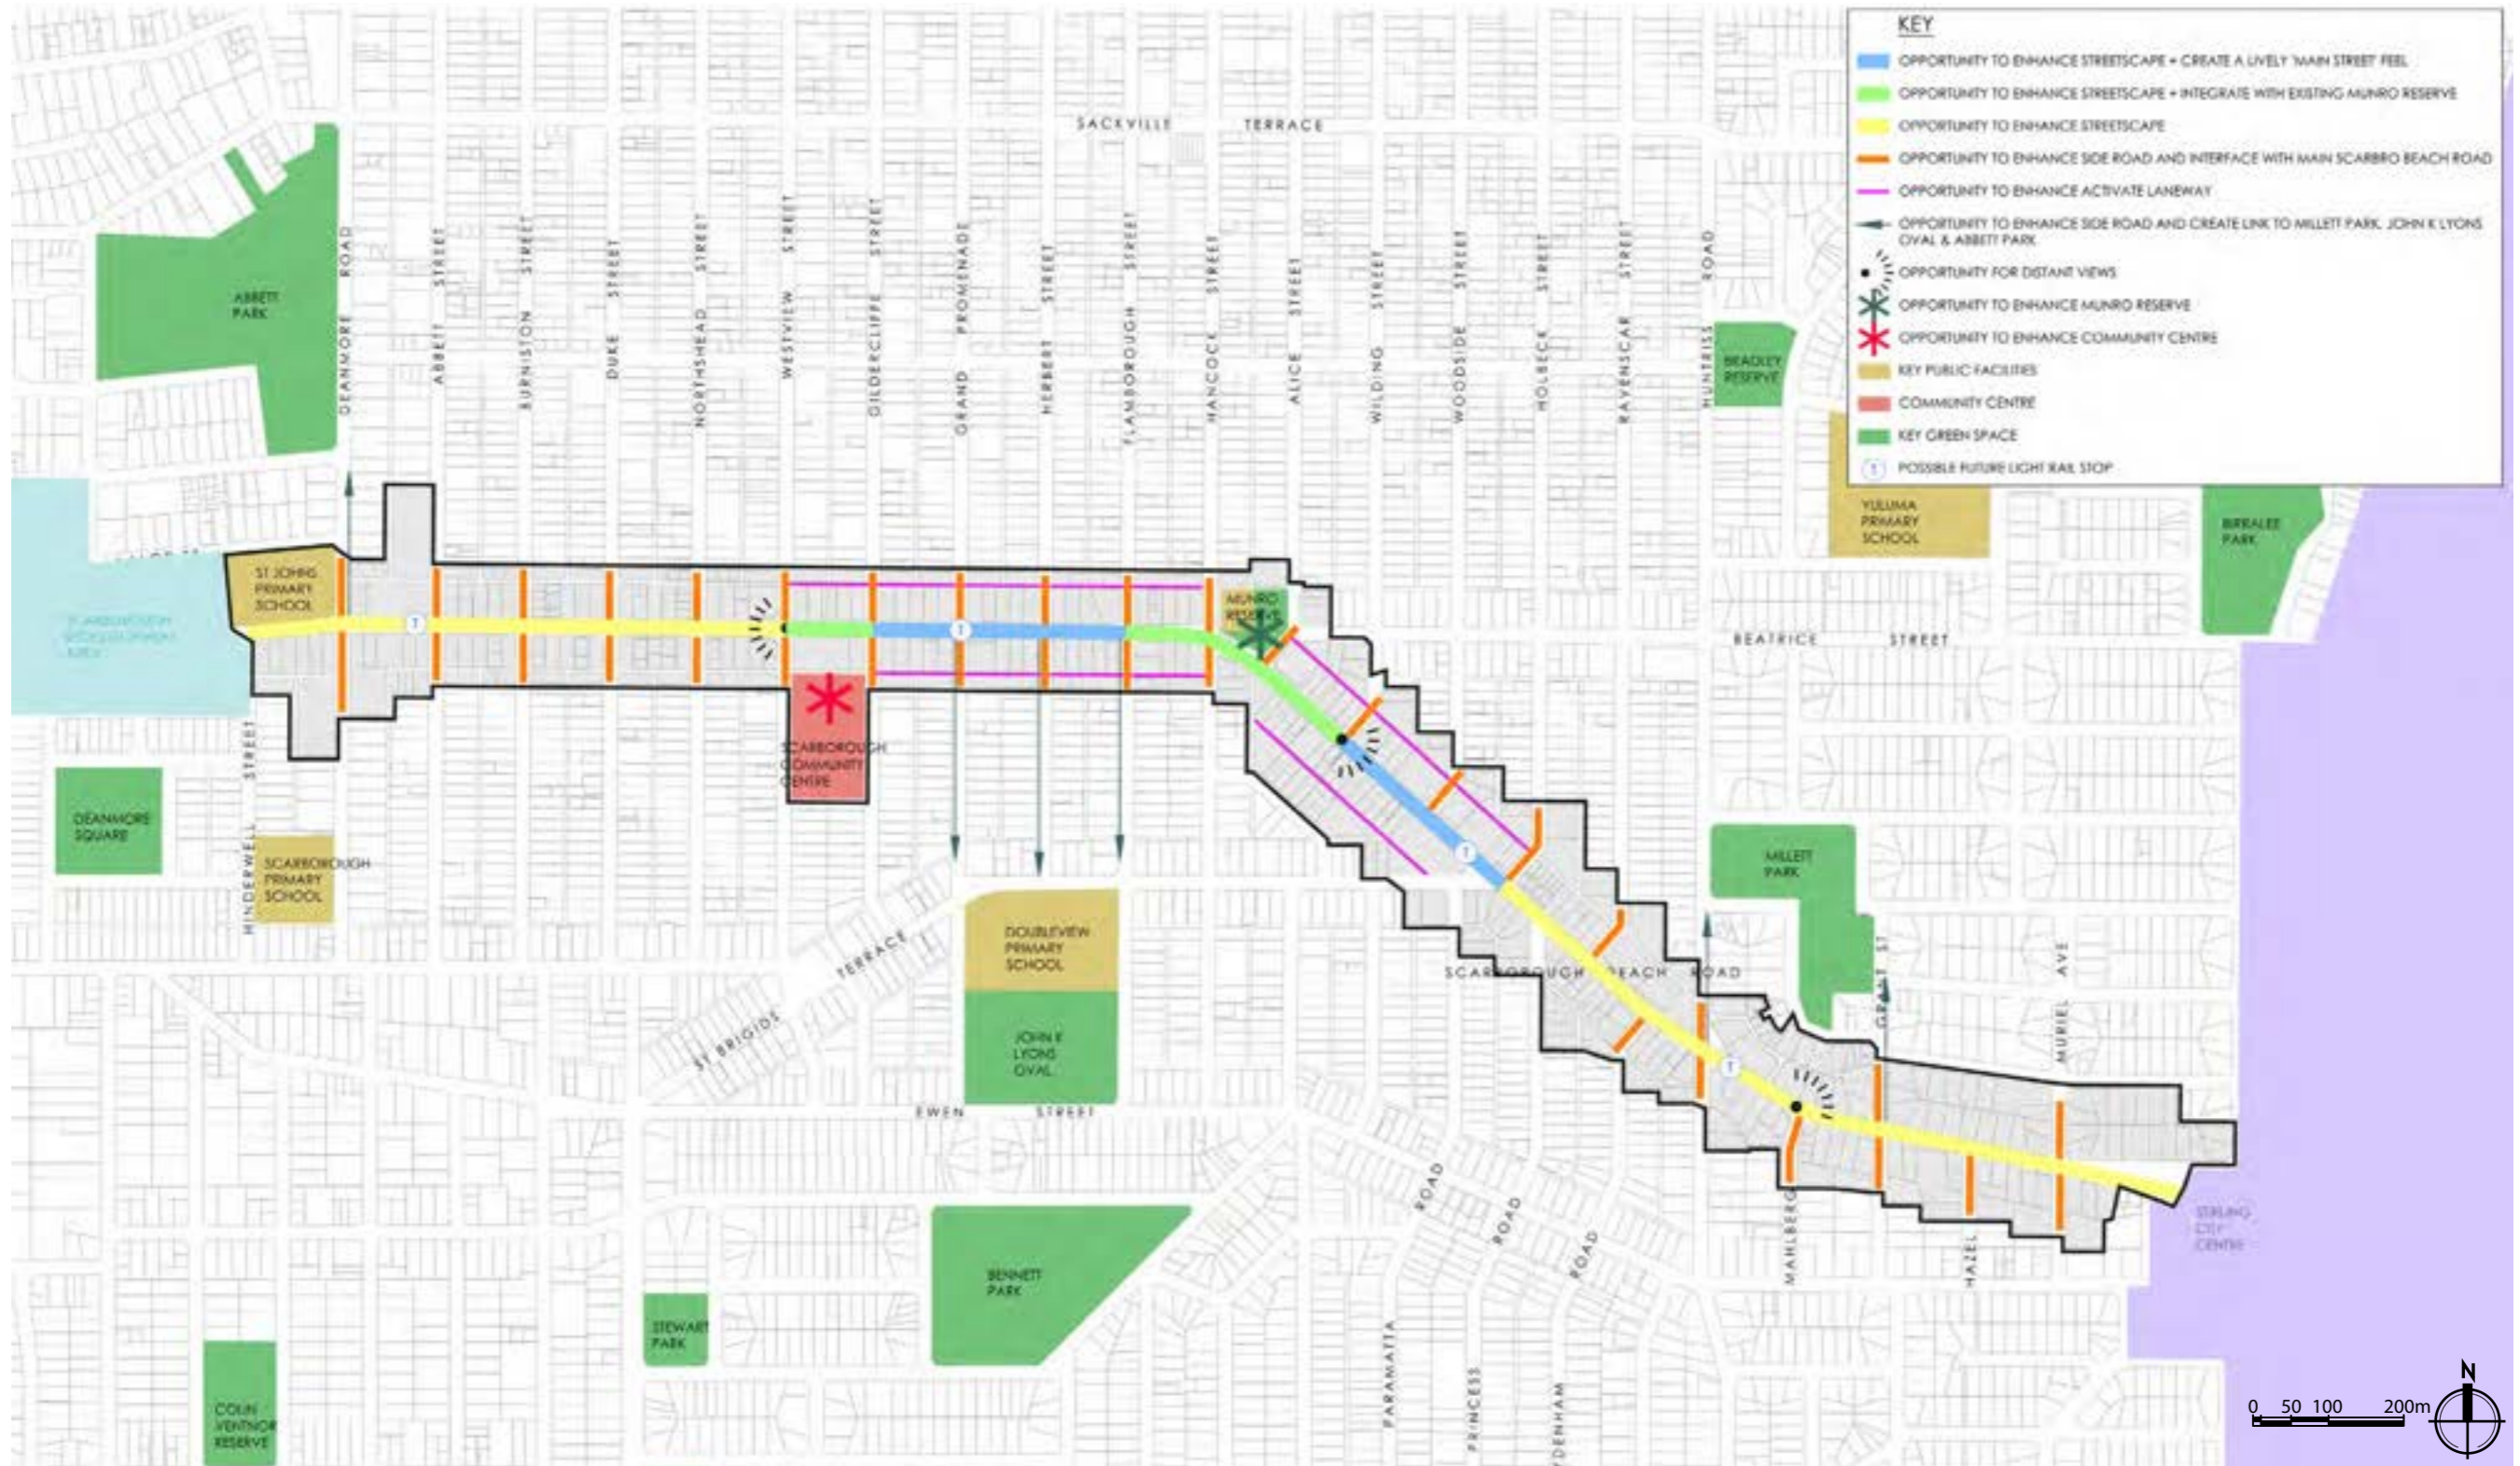 KEY
OPPORTUNITY TO ENHANCE STREETSCAPE + CREATE A LIVELY 'MAIN STREET' FEEL
OPPORTUNITY TO ENHANCE STREETSCAPE + INTEGRATE WITH EXISTING MUNRO RESERVE
OPPORTUNITY TO ENHANCE STREETSCAPE
OPPORTUNITY TO ENHANCE SIDE ROAD AND INTERFACE WITH MAIN SCARBRO BEACH ROAD
OPPORTUNITY TO ENHANCE ACTIVATE LANEWAY
OPPORTUNITY TO ENHANCE SIDE ROAD AND CREATE LINK TO MILLETT PARK, JOHN K LYONS
OVAL & ABBETT PARK
OPPORTUNITY FOR DISTANT VIEWS
OPPORTUNITY TO ENHANCE MUNRO RESERVE
OPPORTUNITY TO ENHANCE COMMUNITY CENTRE
KEY PUBLIC FACILITIES
COMMUNITY CENTRE
KEY GREEN SPACE
T POSSIBLE FUTURE LIGHT RAIL STOP
SACKVILLE TERRACE
ABBETT
PARK
DEANMORE ROAD
ABBETT STREET
BURNISTON STREET
DUKE STREET
NORTHSHEAD STREET
WESTVIEW STREET
GILDERCLIFFE STREET
GRAND PROMENADE
HERBERT STREET
FLAMBOROUGH STREET
HANCOCK STREET
ALICE STREET
WILDING STREET
WOODSIDE STREET
HOLBECK STREET
RAVENSCAR STREET
HUNTRISS ROAD
BRADLEY
RESERVE
YULUMA
PRIMARY
SCHOOL
BIRRALEE
PARK
ST JOHNS
PRIMARY
SCHOOL
MUNRO
RESERVE
T
T
BEATRICE STREET
SCARBOROUGH
COMMUNITY
CENTRE
HINDERWELL STREET
DEANMORE
SQUARE
SCARBOROUGH
PRIMARY
SCHOOL
T
MILLETT
PARK
DOUBLEVIEW
PRIMARY
SCHOOL
ST BRIGIDS TERRACE
SCARBOROUGH BEACH ROAD
GRANT ST
MURIEL AVE
JOHN K
LYONS
OVAL
T
EWEN STREET
ROAD
ROAD
ROAD
MAHLBERG
HAZEL
STIRLING
CITY
CENTRE
BENNETT
PARK
STEWART
PARK
PARAMATTA
PRINCESS
YDENHAM
COLIN
VENTNOR
RESERVE
N
0 50 100 200m